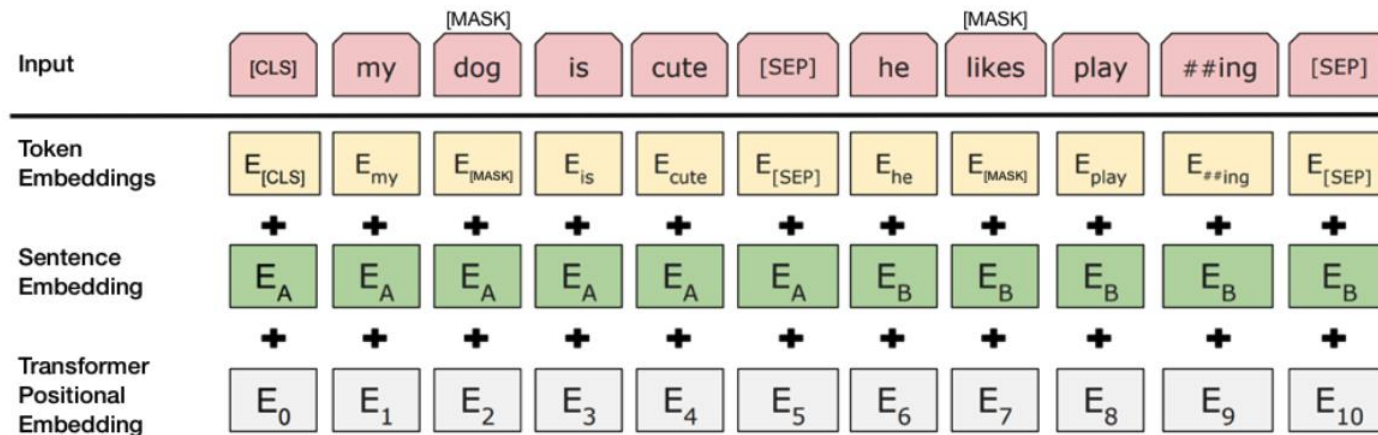 [MASK] [MASK]
Input [CLS] my dog is cute [SEP] he likes play ##ing [SEP]
Token
Embeddings
E[CLS] Emy E[MASK] Eis Ecute E[SEP] Ehe E[MASK] Eplay E##ing E[SEP]
+ + + + + + + + + + +
Sentence
Embedding
EA EA EA EA EA EA EB EB EB EB EB
+ + + + + + + + + + +
Transformer
Positional
Embedding
E0 E1 E2 E3 E4 E5 E6 E7 E8 E9 E10